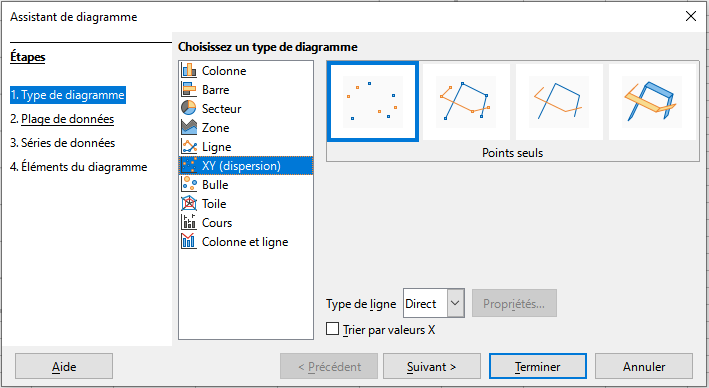 Assistant de diagramme
Étapes
1. Type de diagramme
2. Plage de données
3. Séries de données
4. Éléments du diagramme
Choisissez un type de diagramme
Colonne
Barre
Secteur
Zone
Ligne
XY (dispersion)
Bulle
Toile
Cours
Colonne et ligne
Points seuls
Type de ligne Direct Propriétés...
Trier par valeurs X
Aide < Précédent Suivant > Terminer Annuler